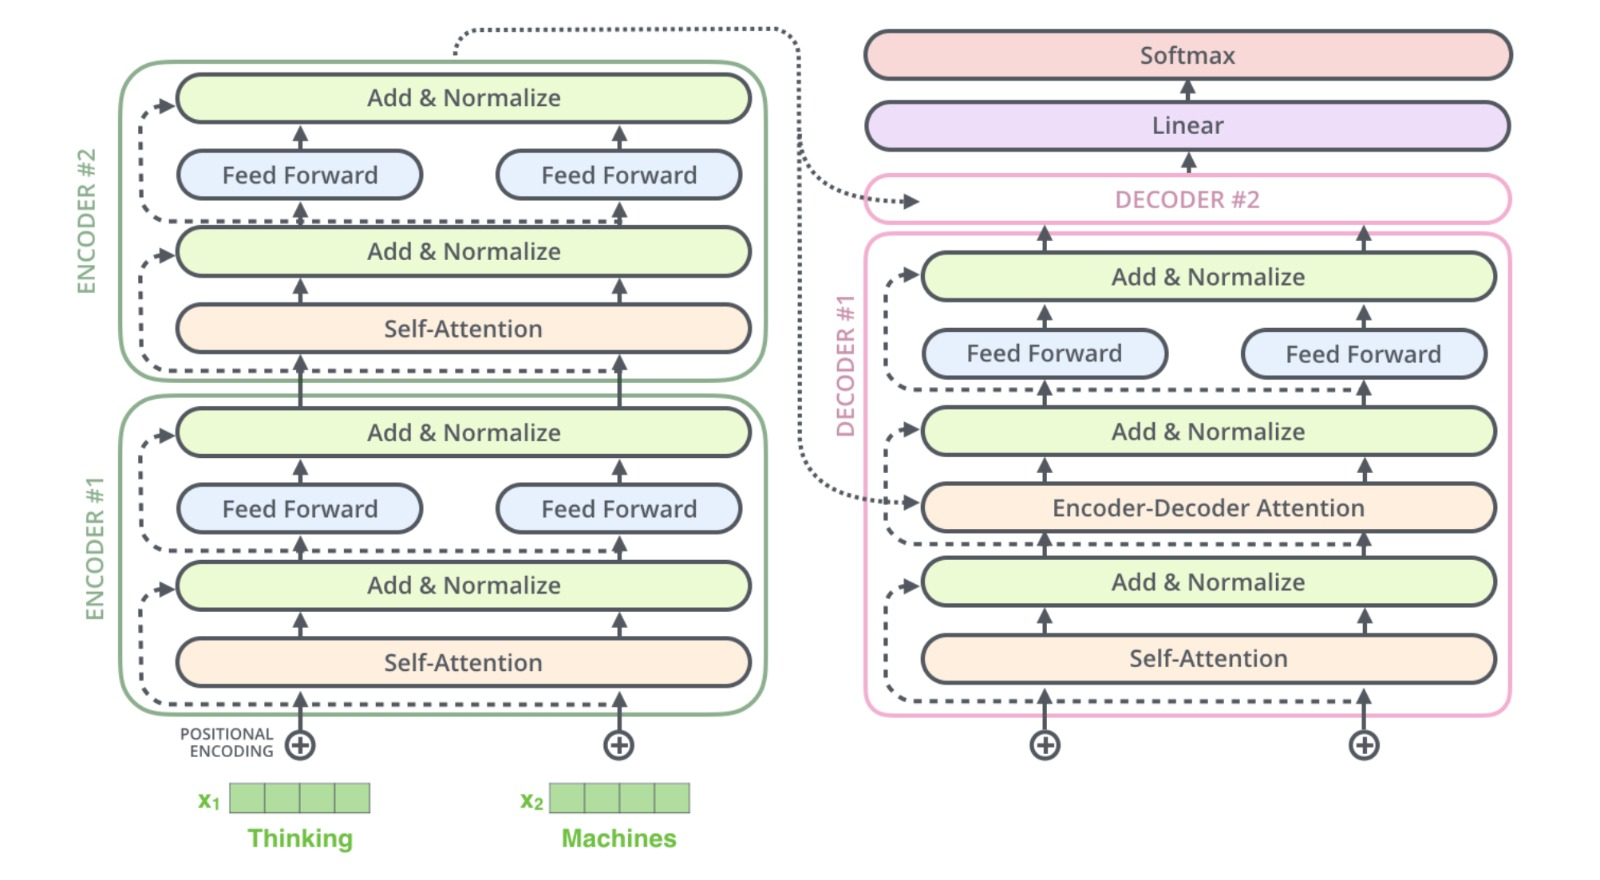 ENCODER #2
Add & Normalize
Feed Forward
Feed Forward
Add & Normalize
Self-Attention
ENCODER #1
Add & Normalize
Feed Forward
Feed Forward
Add & Normalize
Self-Attention
POSITIONAL
ENCODING
x₁
x₂
Thinking
Machines
Softmax
Linear
DECODER #2
DECODER #1
Add & Normalize
Feed Forward
Feed Forward
Add & Normalize
Encoder-Decoder Attention
Add & Normalize
Self-Attention